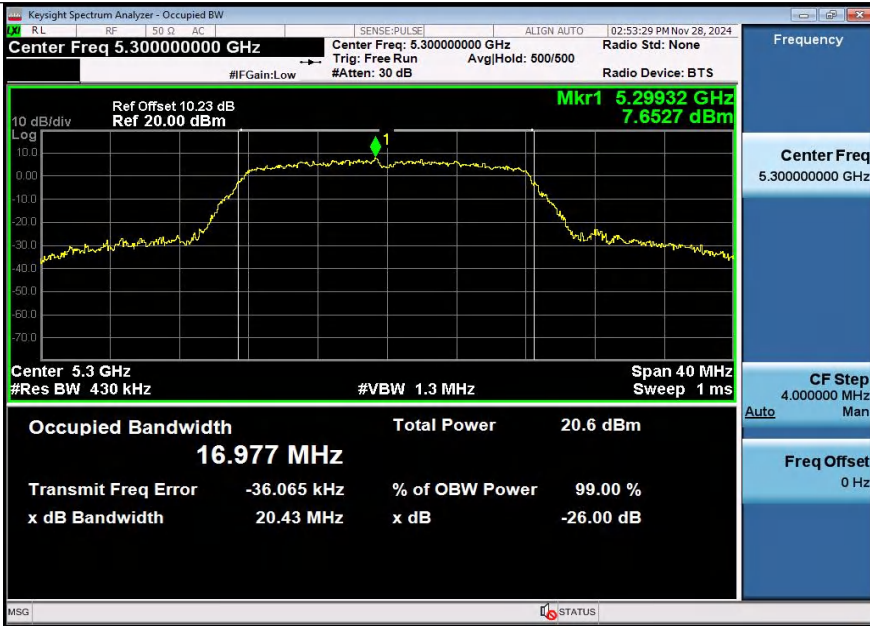 Keysight Spectrum Analyzer - Occupied BW
LXI RL RF 50 Ω AC SENSE:PULSE ALIGN AUTO 02:53:29 PM Nov 28, 2024
Center Freq 5.300000000 GHz
Center Freq: 5.300000000 GHz Radio Std: None
Trig: Free Run Avg|Hold: 500/500
#IFGain:Low #Atten: 30 dB Radio Device: BTS
Ref Offset 10.23 dB Mkr1 5.29932 GHz
10 dB/div Ref 20.00 dBm 7.6527 dBm
Log
1
10.0
0.00
-10.0
-20.0
-30.0
-40.0
-50.0
-60.0
-70.0
Center 5.3 GHz Span 40 MHz
#Res BW 430 kHz #VBW 1.3 MHz Sweep 1 ms
Occupied Bandwidth Total Power 20.6 dBm
16.977 MHz
Transmit Freq Error -36.065 kHz % of OBW Power 99.00 %
x dB Bandwidth 20.43 MHz x dB -26.00 dB
MSG STATUS
Frequency
Center Freq
5.300000000 GHz
CF Step
4.000000 MHz
Auto Man
Freq Offset
0 Hz